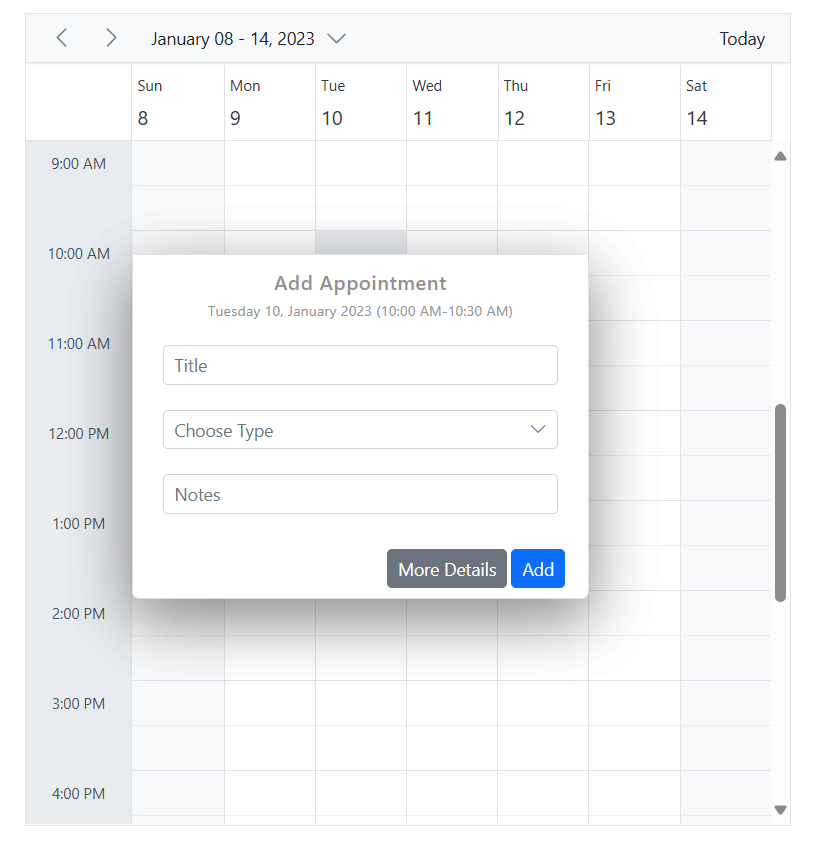 January 08 - 14, 2023 Today
Sun Mon Tue Wed Thu Fri Sat
8 9 10 11 12 13 14
9:00 AM
10:00 AM
Add Appointment
Tuesday 10, January 2023 (10:00 AM-10:30 AM)
11:00 AM
Title
12:00 PM
Choose Type
Notes
1:00 PM
More Details Add
2:00 PM
3:00 PM
4:00 PM